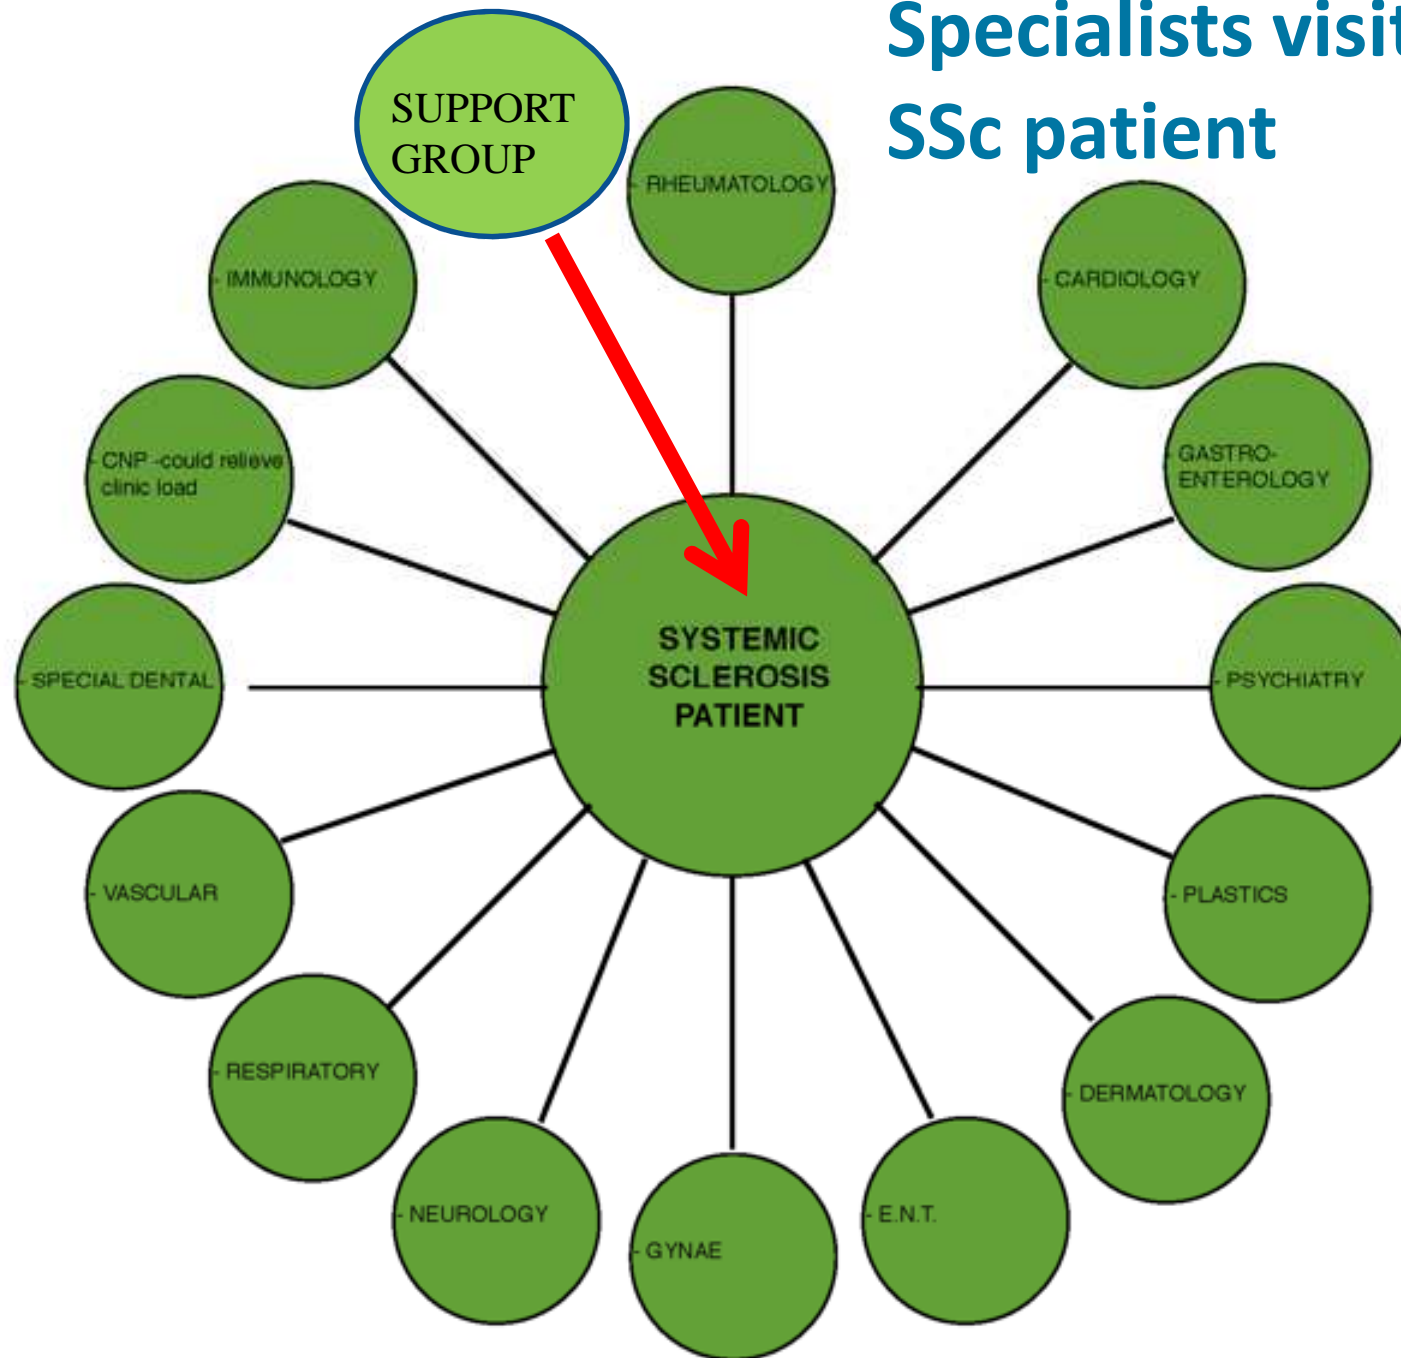 Specialists visit
SSc patient
SUPPORT
GROUP
- RHEUMATOLOGY
- IMMUNOLOGY
- CARDIOLOGY
- CNP -could relieve
clinic load
- GASTRO-
ENTEROLOGY
SYSTEMIC
SCLEROSIS
PATIENT
- SPECIAL DENTAL
- PSYCHIATRY
- VASCULAR
- PLASTICS
- RESPIRATORY
- DERMATOLOGY
- NEUROLOGY
- GYNAE
- E.N.T.